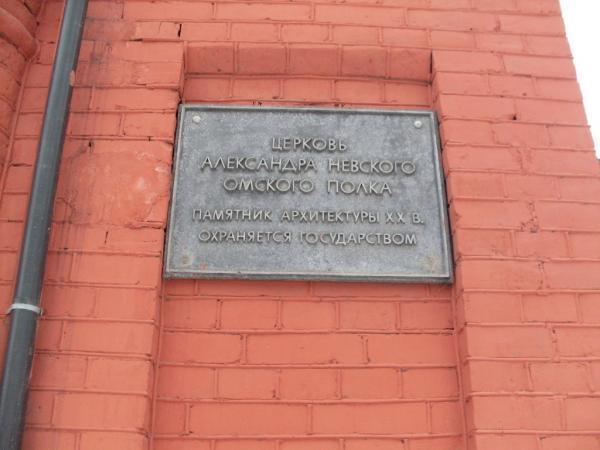 ЦЕРКОВЬ
АЛЕКСАНДРА НЕВСКОГО
ОМСКОГО ПОЛКА
ПАМЯТНИК АРХИТЕКТУРЫ XX В.
ОХРАНЯЕТСЯ ГОСУДАРСТВОМ